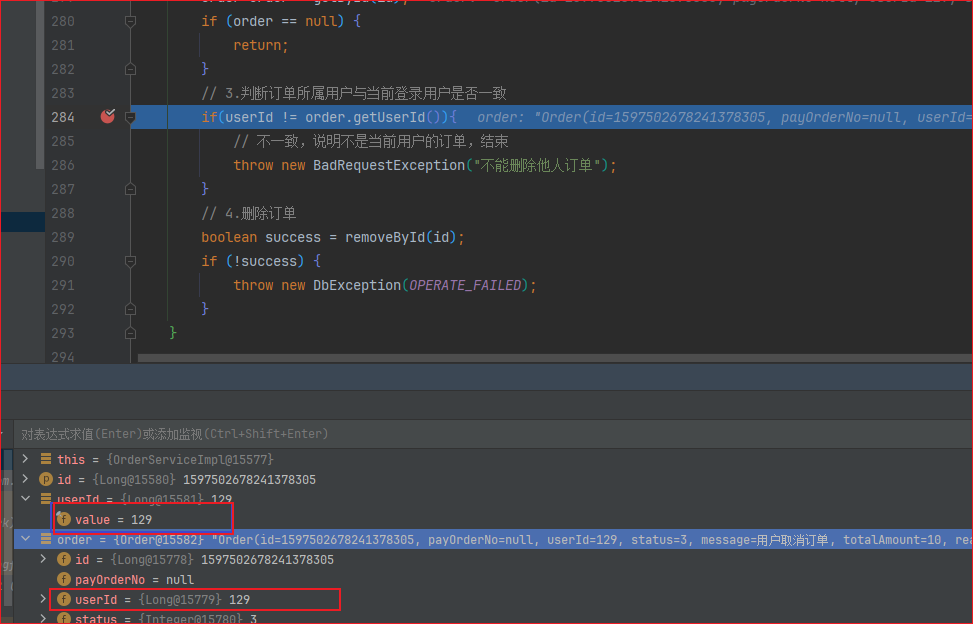 280 if (order == null) {
281 return;
282 }
283 // 3.判断订单所属用户与当前登录用户是否一致
284 if(userId != order.getUserId()){ order: "Order(id=1597502678241378305, payOrderNo=null, userId=
285 // 不一致，说明不是当前用户的订单，结束
286 throw new BadRequestException("不能删除他人订单");
287 }
288 // 4.删除订单
289 boolean success = removeById(id);
290 if (!success) {
291 throw new DbException(OPERATE_FAILED);
292 }
293 }
294
对表达式求值(Enter)或添加监视(Ctrl+Shift+Enter)
this = {OrderServiceImpl@15577}
p id = {Long@15580} 1597502678241378305
userId = {Long@15581} 129
f value = 129
order = {Order@15582} "Order(id=1597502678241378305, payOrderNo=null, userId=129, status=3, message=用户取消订单, totalAmount=10, rea
f id = {Long@15778} 1597502678241378305
f payOrderNo = null
f userId = {Long@15779} 129
f status = {Integer@15780} 3